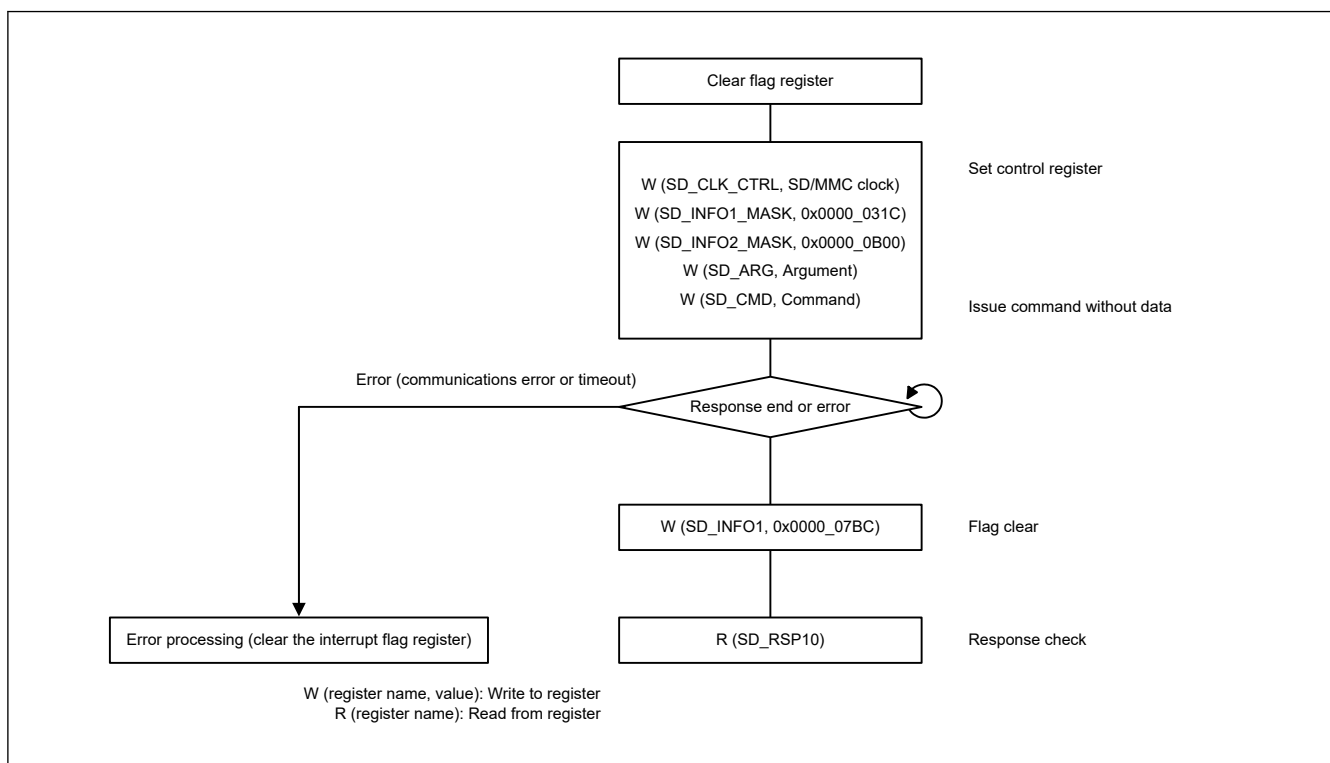 Clear flag register
W (SD_CLK_CTRL, SD/MMC clock)
Set control register
W (SD_INFO1_MASK, 0x0000_031C)
W (SD_INFO2_MASK, 0x0000_0B00)
W (SD_ARG, Argument)
W (SD_CMD, Command)
Issue command without data
Error (communications error or timeout)
Response end or error
W (SD_INFO1, 0x0000_07BC)
Flag clear
Error processing (clear the interrupt flag register)
R (SD_RSP10)
Response check
W (register name, value): Write to register
R (register name): Read from register